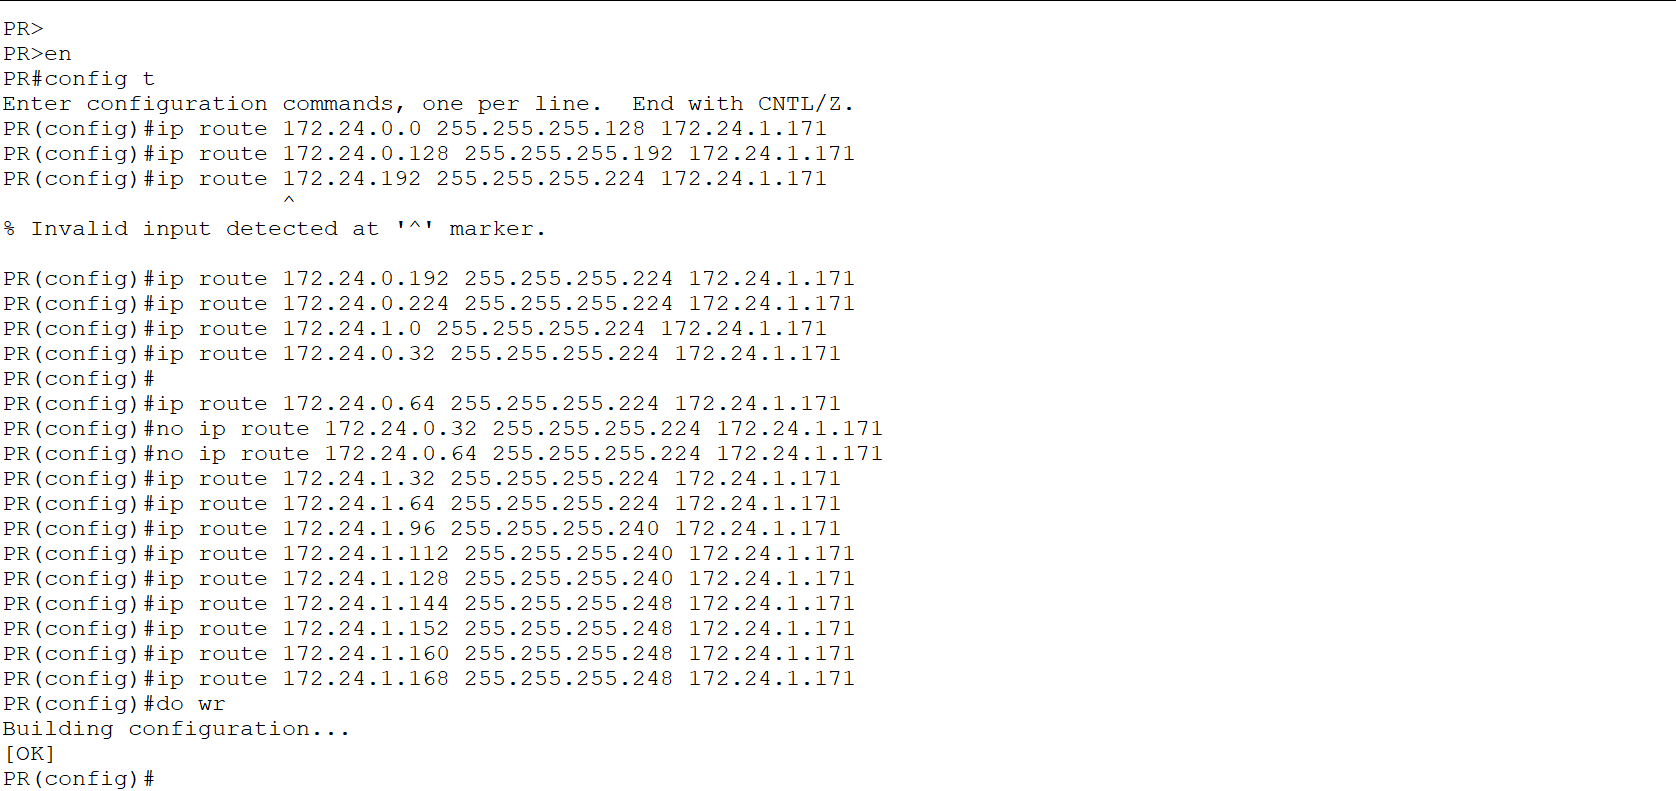 PR>
PR>en
PR#config t
Enter configuration commands, one per line.  End with CNTL/Z.
PR(config)#ip route 172.24.0.0 255.255.255.128 172.24.1.171
PR(config)#ip route 172.24.0.128 255.255.255.192 172.24.1.171
PR(config)#ip route 172.24.192 255.255.255.224 172.24.1.171
                    ^
% Invalid input detected at '^' marker.

PR(config)#ip route 172.24.0.192 255.255.255.224 172.24.1.171
PR(config)#ip route 172.24.0.224 255.255.255.224 172.24.1.171
PR(config)#ip route 172.24.1.0 255.255.255.224 172.24.1.171
PR(config)#ip route 172.24.0.32 255.255.255.224 172.24.1.171
PR(config)#
PR(config)#ip route 172.24.0.64 255.255.255.224 172.24.1.171
PR(config)#no ip route 172.24.0.32 255.255.255.224 172.24.1.171
PR(config)#no ip route 172.24.0.64 255.255.255.224 172.24.1.171
PR(config)#ip route 172.24.1.32 255.255.255.224 172.24.1.171
PR(config)#ip route 172.24.1.64 255.255.255.224 172.24.1.171
PR(config)#ip route 172.24.1.96 255.255.255.240 172.24.1.171
PR(config)#ip route 172.24.1.112 255.255.255.240 172.24.1.171
PR(config)#ip route 172.24.1.128 255.255.255.240 172.24.1.171
PR(config)#ip route 172.24.1.144 255.255.255.248 172.24.1.171
PR(config)#ip route 172.24.1.152 255.255.255.248 172.24.1.171
PR(config)#ip route 172.24.1.160 255.255.255.248 172.24.1.171
PR(config)#ip route 172.24.1.168 255.255.255.248 172.24.1.171
PR(config)#do wr
Building configuration...
[OK]
PR(config)#